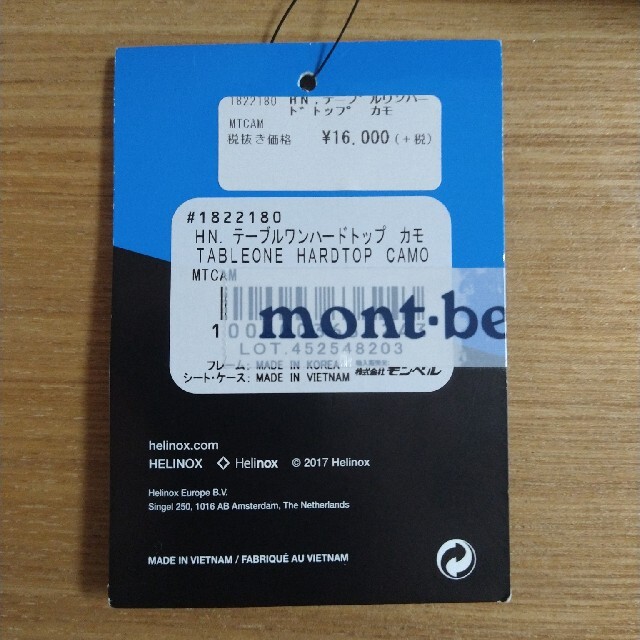 1822180 HN.テーブルワンハー
ドトップ カモ
MTCAM
税抜き価格 ¥16,000(+税)
#1822180
HN. テーブルワンハードトップ カモ
TABLEONE HARDTOP CAMO
MTCAM
mont-be
LOT.452548203
フレーム: MADE IN KOREA
シート・ケース: MADE IN VIETNAM 株式会社 モンベル
helinox.com
HELINOX Helinox © 2017 Helinox
Helinox Europe B.V.
Singel 250, 1016 AB Amsterdam, The Netherlands
MADE IN VIETNAM / FABRIQUÉ AU VIETNAM